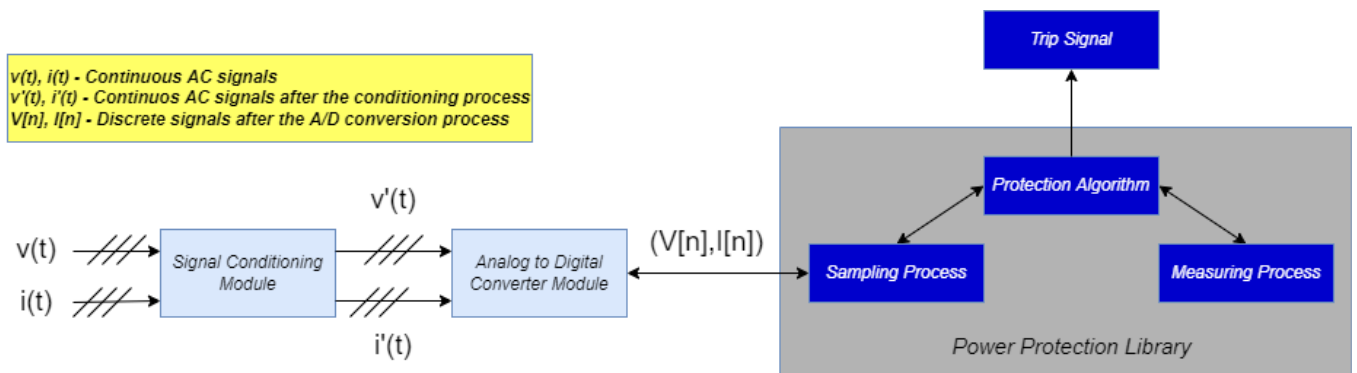 Trip Signal
v(t), i(t) - Continuous AC signals
v'(t), i'(t) - Continuos AC signals after the conditioning process
V[n], I[n] - Discrete signals after the A/D conversion process
Protection Algorithm
v'(t)
v(t)
i(t)
Signal Conditioning
Module
Analog to Digital
Converter Module
(V[n],I[n])
Sampling Process
Measuring Process
i'(t)
Power Protection Library